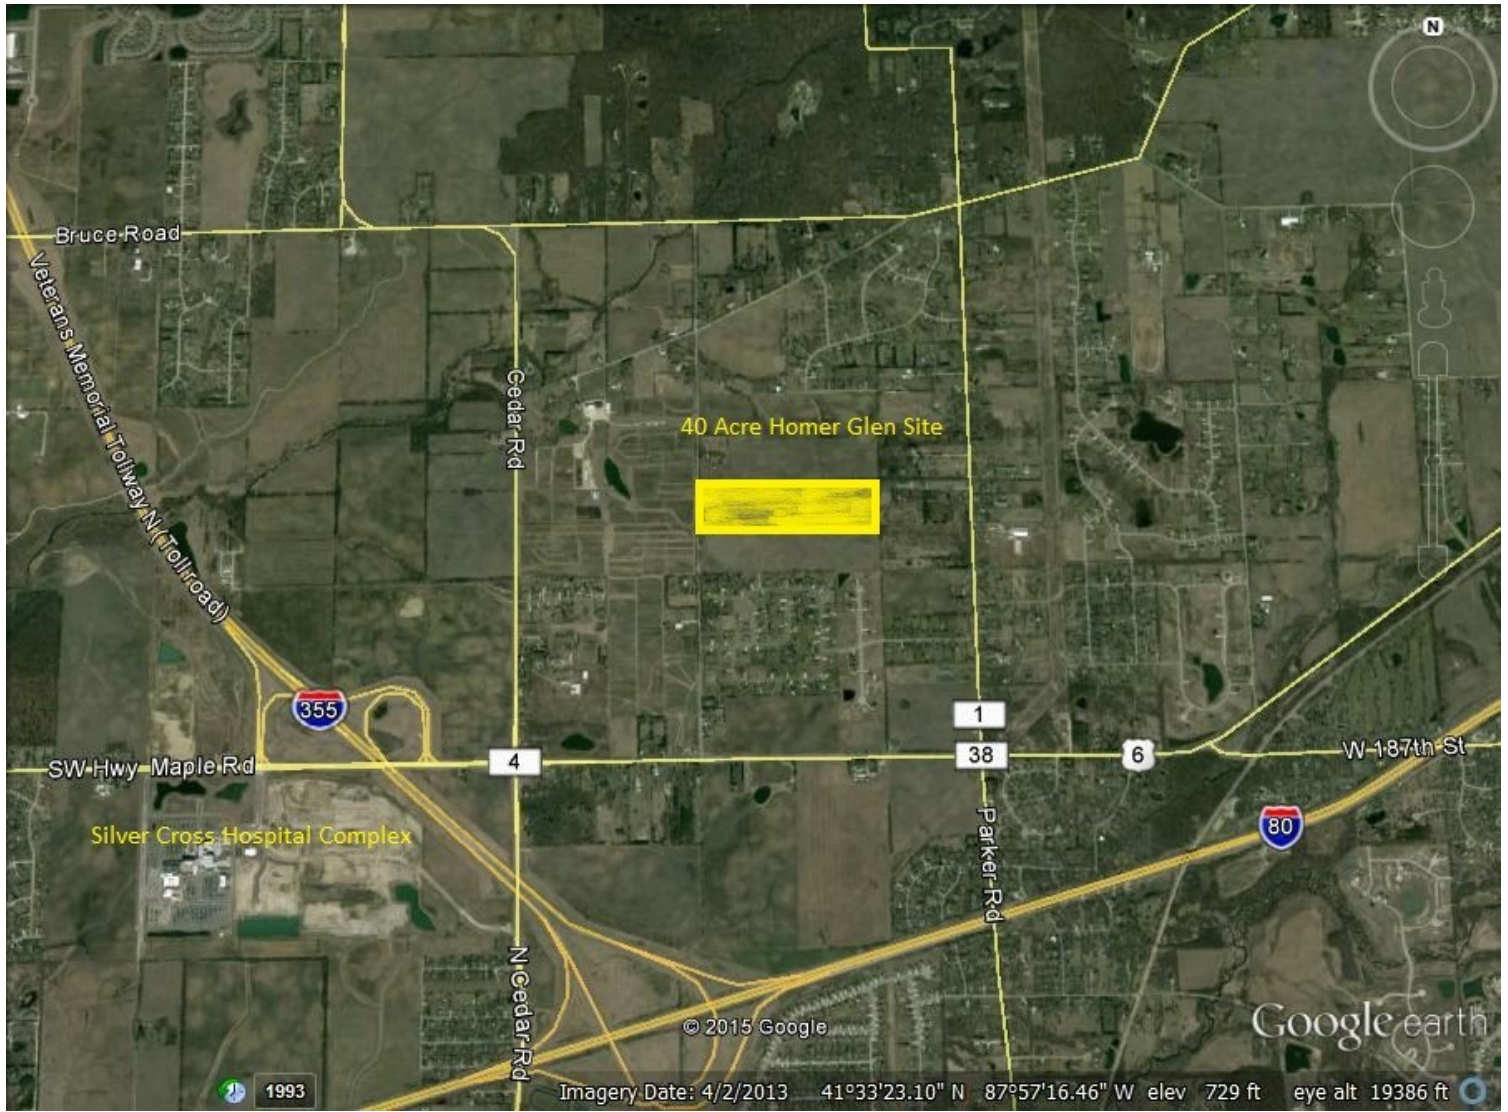 N
Bruce Road
Veterans Memorial Tollway N (Tollroad)
Cedar Rd
40 Acre Homer Glen Site
355
1
SW Hwy Maple Rd
4
38
6
W 187th St
Silver Cross Hospital Complex
80
Parker Rd
N Cedar Rd
© 2015 Google
Google earth
1993
Imagery Date: 4/2/2013 41°33'23.10" N 87°57'16.46" W elev 729 ft eye alt 19386 ft